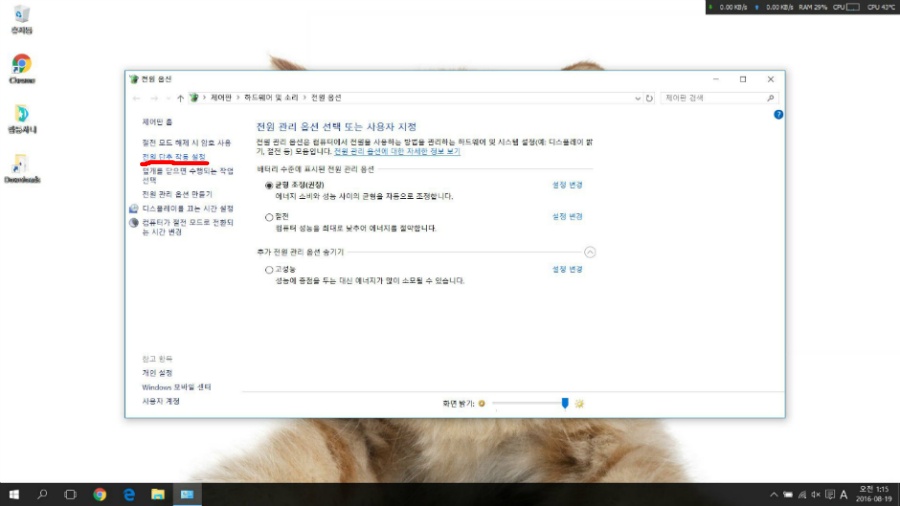 0.00 KB/s 0.00 KB/s RAM 29% CPU CPU 42℃
휴지통
Chrome
반디캠
Downloads
전원 옵션
제어판 > 하드웨어 및 소리 > 전원 옵션
제어판 검색
제어판 홈
절전 모드 해제 시 암호 사용
전원 단추 작동 설정
덮개를 닫으면 수행되는 작업
선택
전원 관리 옵션 만들기
디스플레이를 끄는 시간 설정
컴퓨터가 절전 모드로 전환되
는 시간 변경
전원 관리 옵션 선택 또는 사용자 지정
전원 관리 옵션은 컴퓨터에서 전원을 사용하는 방법을 관리하는 하드웨어 및 시스템 설정(예: 디스플레이 밝
기, 절전 등) 모음입니다. 전원 관리 옵션에 대한 자세한 정보 보기
배터리 수준에 표시된 전원 관리 옵션
균형 조정(권장) 설정 변경
에너지 소비와 성능 사이의 균형을 자동으로 조정합니다.
절전 설정 변경
컴퓨터 성능을 최대로 낮추어 에너지를 절약합니다.
추가 전원 관리 옵션 숨기기
고성능 설정 변경
성능에 중점을 두는 대신 에너지가 많이 소모될 수 있습니다.
참고 항목
개인 설정
Windows 모바일 센터
사용자 계정
화면 밝기:
A
오전 1:15
2016-08-19